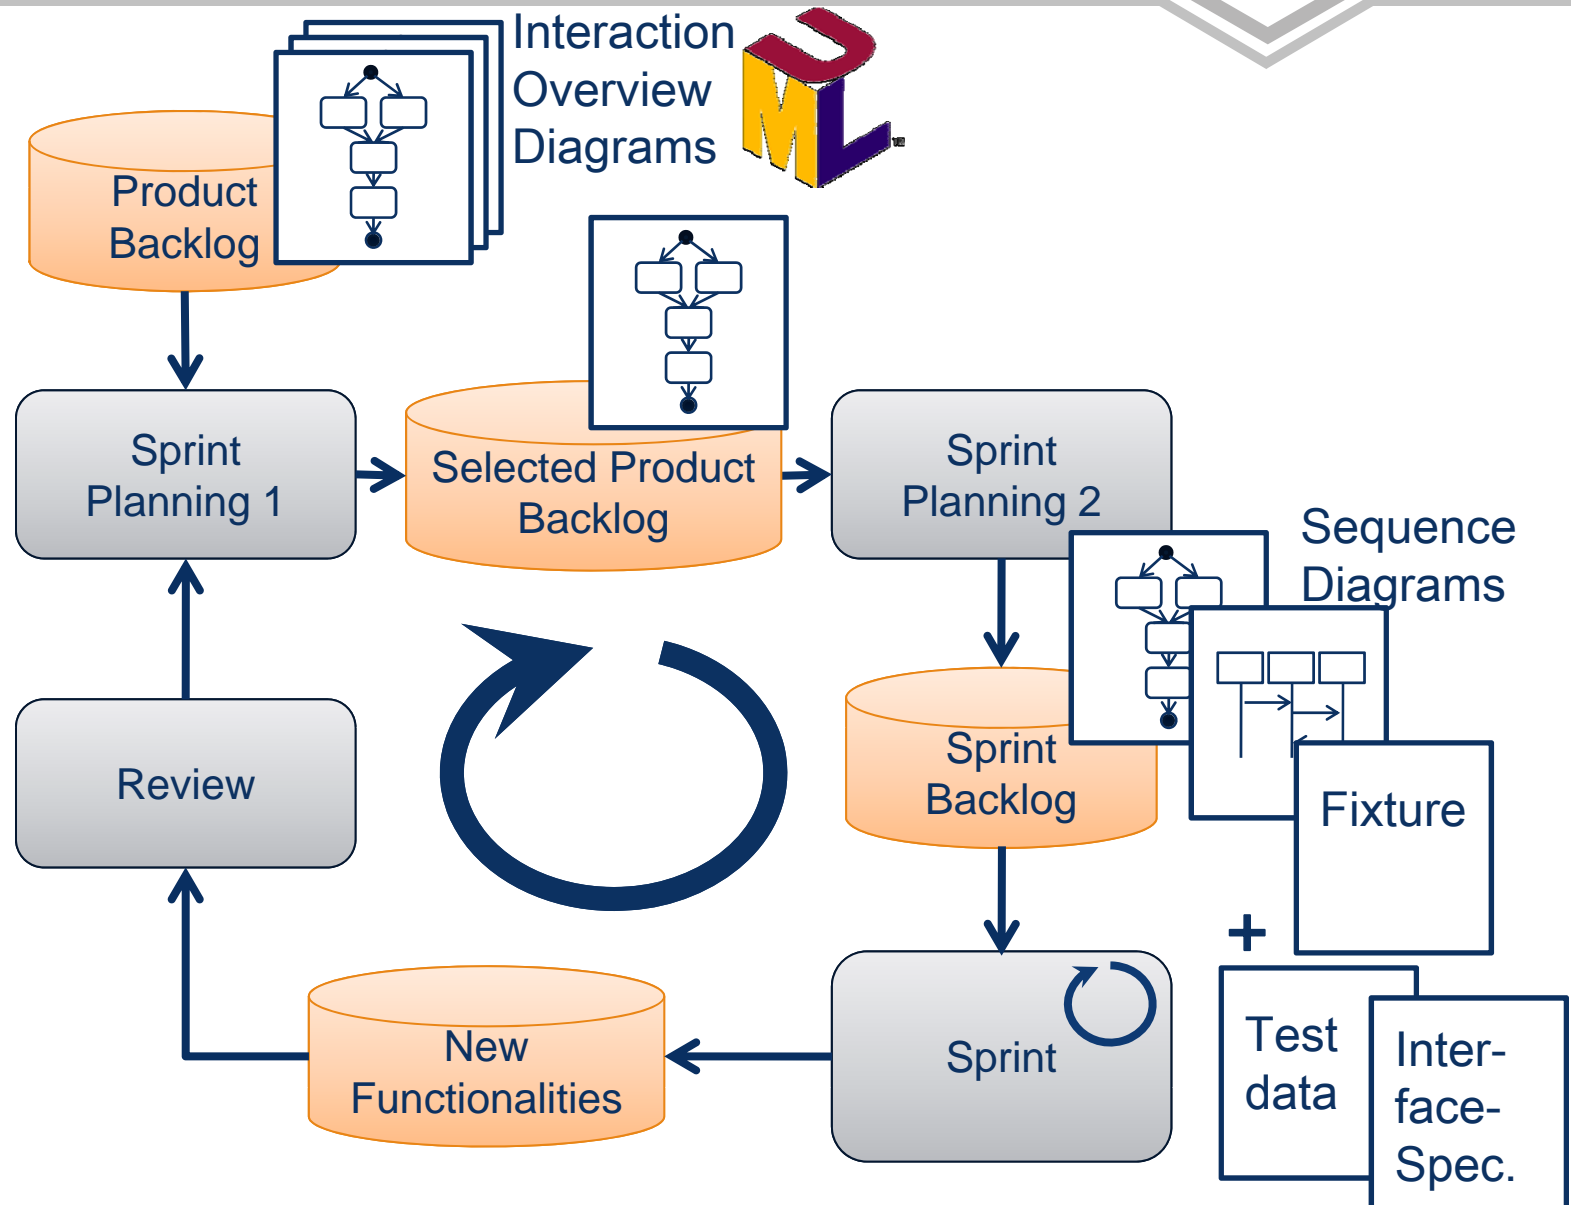 Interaction
Overview
Diagrams
UML
Product
Backlog
Sprint
Planning 1
Selected Product
Backlog
Sprint
Planning 2
Sequence
Diagrams
Review
Sprint
Backlog
Fixture
+
New
Functionalities
Sprint
Test
data
Inter-
face-
Spec.